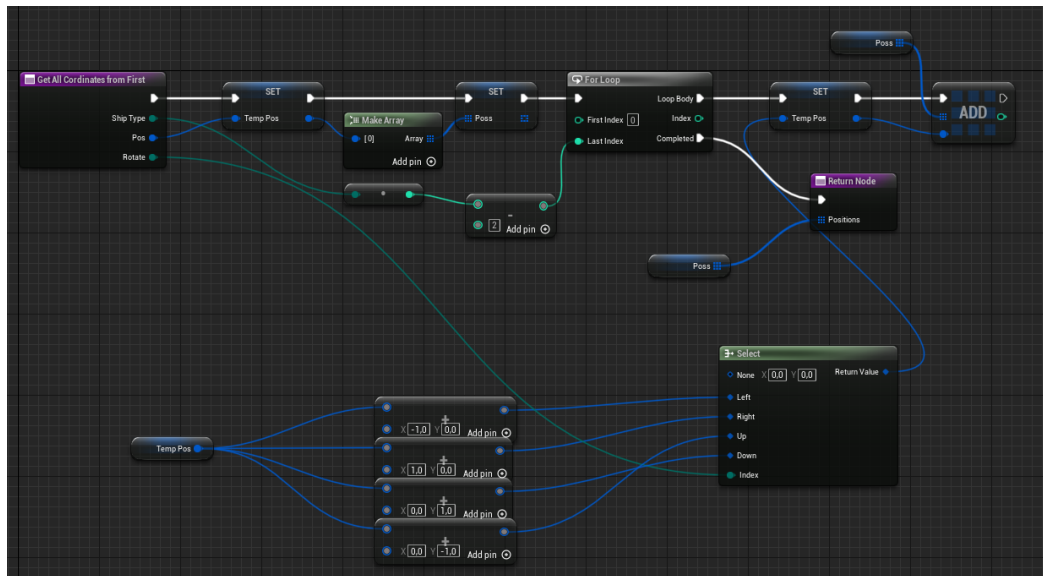 Poss
Get All Cordinates from First
Ship Type
Pos
Rotate
SET
Temp Pos
Make Array
[0]
Array
Add pin
SET
Poss
For Loop
Loop Body
First Index 0
Index
Last Index
Completed
SET
Temp Pos
ADD
-
2
Add pin
Return Node
Positions
Poss
Select
None X 0,0 Y 0,0
Return Value
Left
Right
Up
Down
Index
Temp Pos
+
X -1,0 Y 0,0 Add pin
+
X 1,0 Y 0,0 Add pin
+
X 0,0 Y 1,0 Add pin
+
X 0,0 Y -1,0 Add pin